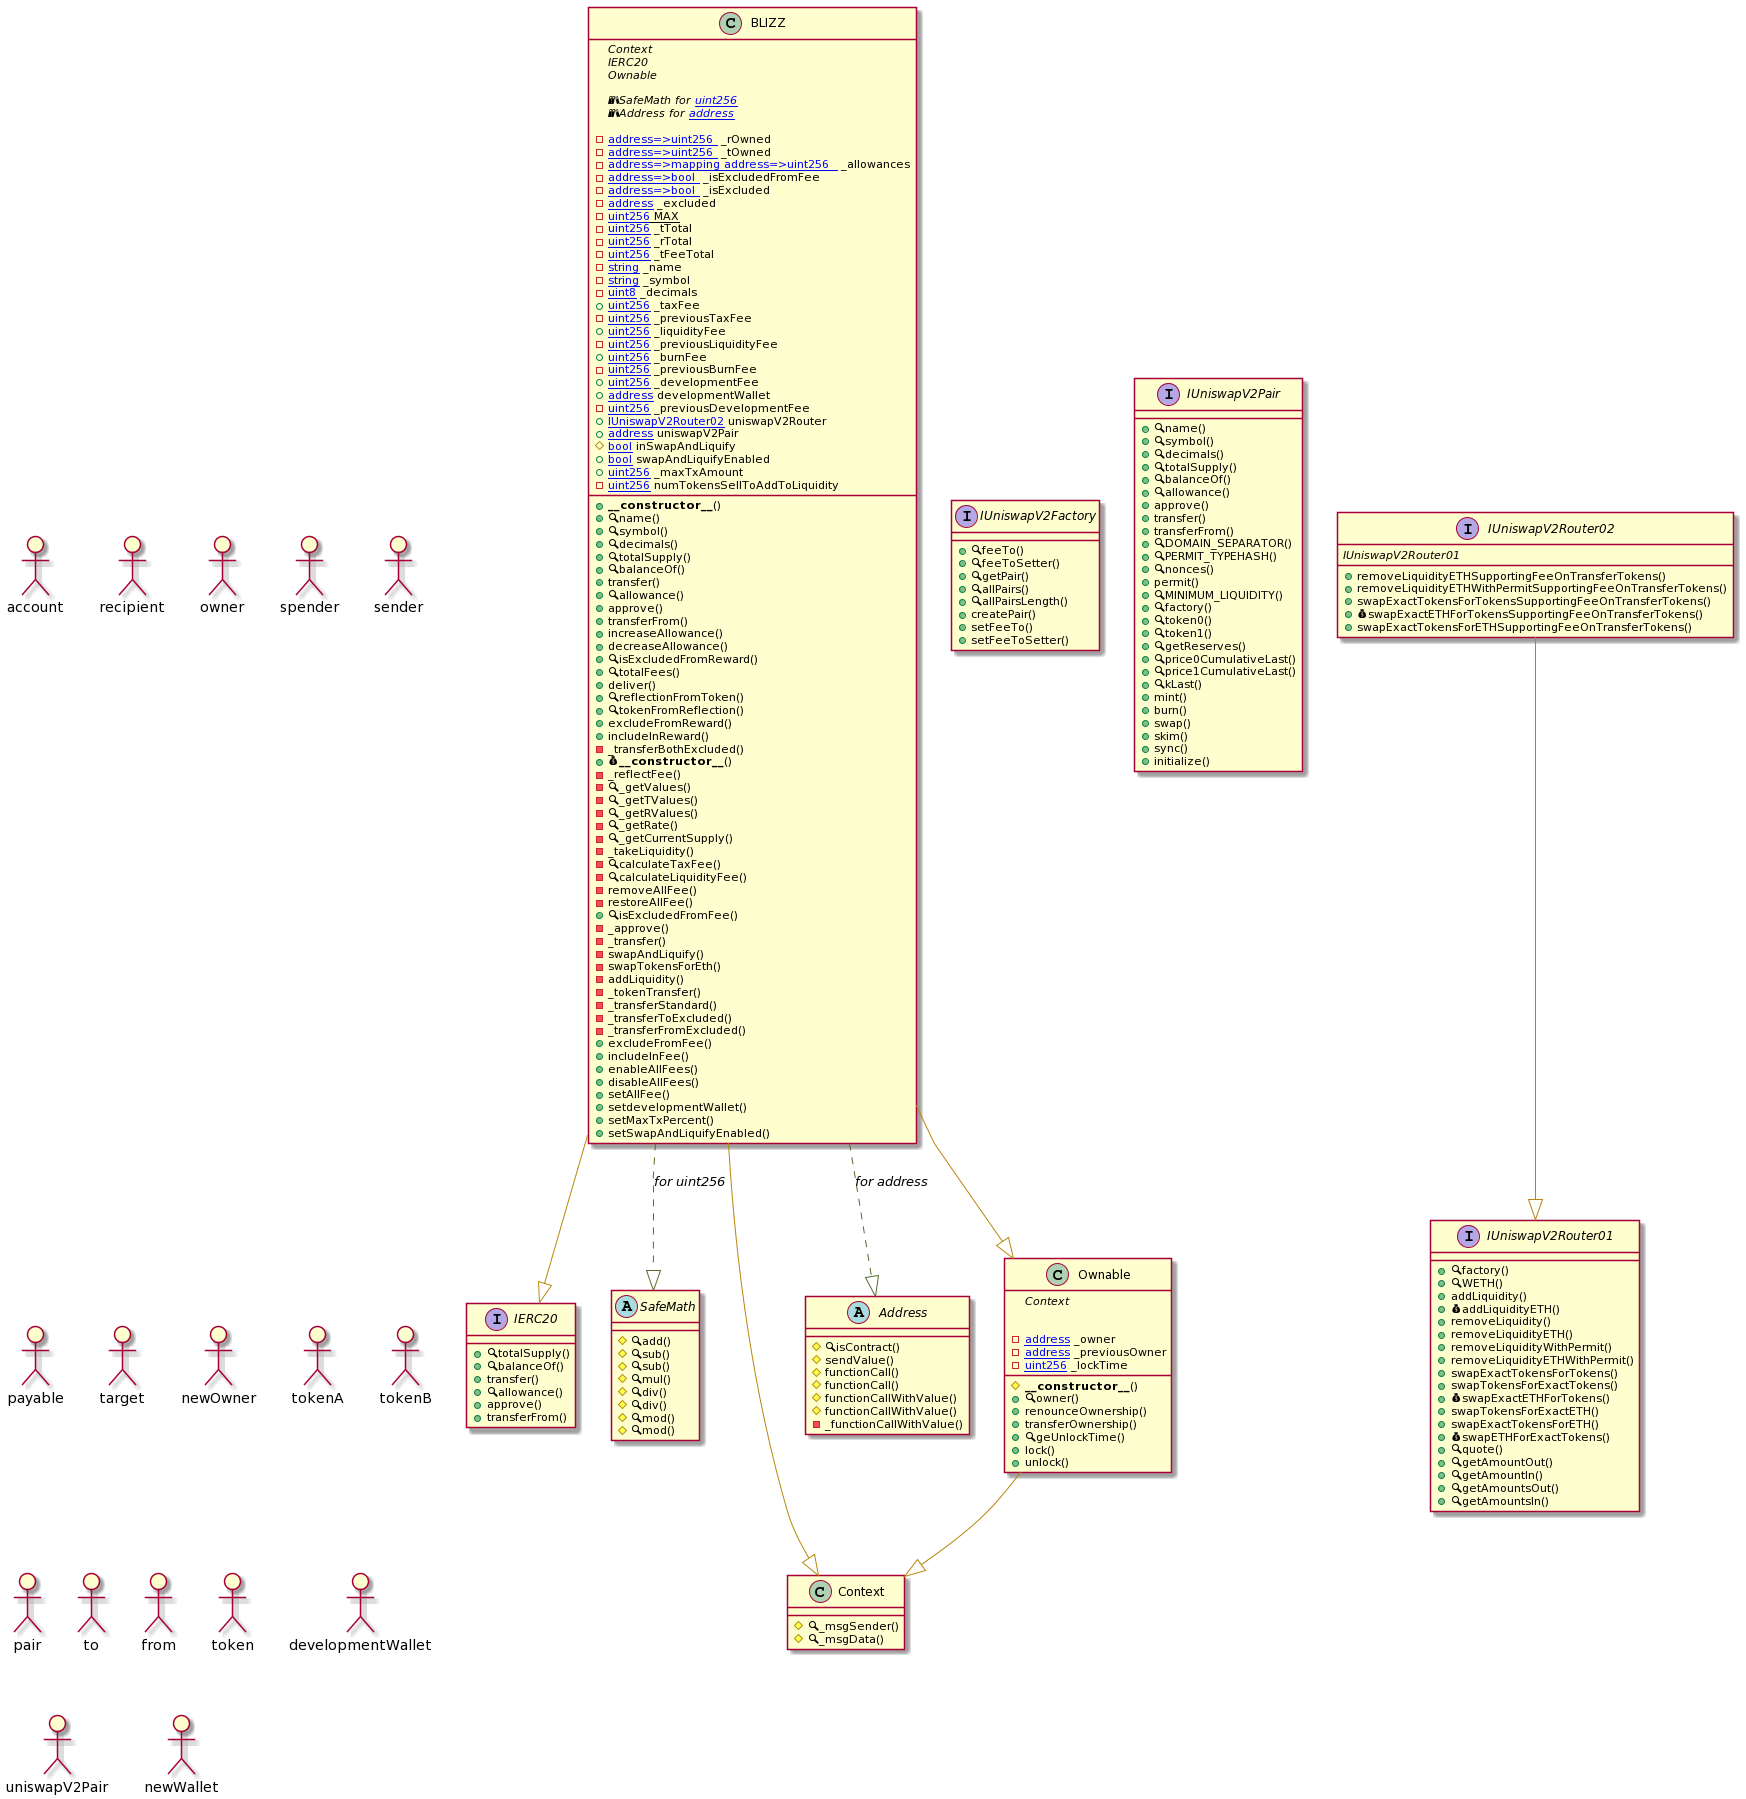 BLIZZ
Context
IERC20
Ownable
SafeMath for uint256
Address for address
address=>uint256 _rOwned
address=>uint256 _tOwned
address=>mapping address=>uint256 _allowances
address=>bool _isExcludedFromFee
address=>bool _isExcluded
address _excluded
uint256 MAX
uint256 _tTotal
uint256 _rTotal
uint256 _tFeeTotal
string _name
string _symbol
uint8 _decimals
uint256 _taxFee
uint256 _previousTaxFee
uint256 _liquidityFee
uint256 _previousLiquidityFee
uint256 _burnFee
uint256 _previousBurnFee
uint256 _developmentFee
address developmentWallet
uint256 _previousDevelopmentFee
IUniswapV2Router02 uniswapV2Router
address uniswapV2Pair
bool inSwapAndLiquify
bool swapAndLiquifyEnabled
uint256 _maxTxAmount
uint256 numTokensSellToAddToLiquidity
__constructor__()
name()
symbol()
decimals()
totalSupply()
balanceOf()
transfer()
allowance()
approve()
transferFrom()
increaseAllowance()
decreaseAllowance()
isExcludedFromReward()
totalFees()
deliver()
reflectionFromToken()
tokenFromReflection()
excludeFromReward()
includeInReward()
_transferBothExcluded()
__constructor__()
_reflectFee()
_getValues()
_getTValues()
_getRValues()
_getRate()
_getCurrentSupply()
_takeLiquidity()
calculateTaxFee()
calculateLiquidityFee()
removeAllFee()
restoreAllFee()
isExcludedFromFee()
_approve()
_transfer()
swapAndLiquify()
swapTokensForEth()
addLiquidity()
_tokenTransfer()
_transferStandard()
_transferToExcluded()
_transferFromExcluded()
excludeFromFee()
includeInFee()
enableAllFees()
disableAllFees()
setAllFee()
setdevelopmentWallet()
setMaxTxPercent()
setSwapAndLiquifyEnabled()
IUniswapV2Factory
feeTo()
feeToSetter()
getPair()
allPairs()
allPairsLength()
createPair()
setFeeTo()
setFeeToSetter()
IUniswapV2Pair
name()
symbol()
decimals()
totalSupply()
balanceOf()
allowance()
approve()
transfer()
transferFrom()
DOMAIN_SEPARATOR()
PERMIT_TYPEHASH()
nonces()
permit()
MINIMUM_LIQUIDITY()
factory()
token0()
token1()
getReserves()
price0CumulativeLast()
price1CumulativeLast()
kLast()
mint()
burn()
swap()
skim()
sync()
initialize()
IUniswapV2Router02
IUniswapV2Router01
removeLiquidityETHSupportingFeeOnTransferTokens()
removeLiquidityETHWithPermitSupportingFeeOnTransferTokens()
swapExactTokensForTokensSupportingFeeOnTransferTokens()
swapExactETHForTokensSupportingFeeOnTransferTokens()
swapExactTokensForETHSupportingFeeOnTransferTokens()
account
recipient
owner
spender
sender
for uint256
for address
IERC20
totalSupply()
balanceOf()
transfer()
allowance()
approve()
transferFrom()
SafeMath
add()
sub()
sub()
mul()
div()
div()
mod()
mod()
Address
isContract()
sendValue()
functionCall()
functionCall()
functionCallWithValue()
functionCallWithValue()
_functionCallWithValue()
Ownable
Context
address _owner
address _previousOwner
uint256 _lockTime
__constructor__()
owner()
renounceOwnership()
transferOwnership()
geUnlockTime()
lock()
unlock()
IUniswapV2Router01
factory()
WETH()
addLiquidity()
addLiquidityETH()
removeLiquidity()
removeLiquidityETH()
removeLiquidityWithPermit()
removeLiquidityETHWithPermit()
swapExactTokensForTokens()
swapTokensForExactTokens()
swapExactETHForTokens()
swapTokensForExactETH()
swapExactTokensForETH()
swapETHForExactTokens()
quote()
getAmountOut()
getAmountIn()
getAmountsOut()
getAmountsIn()
payable
target
newOwner
tokenA
tokenB
Context
_msgSender()
_msgData()
pair
to
from
token
developmentWallet
uniswapV2Pair
newWallet